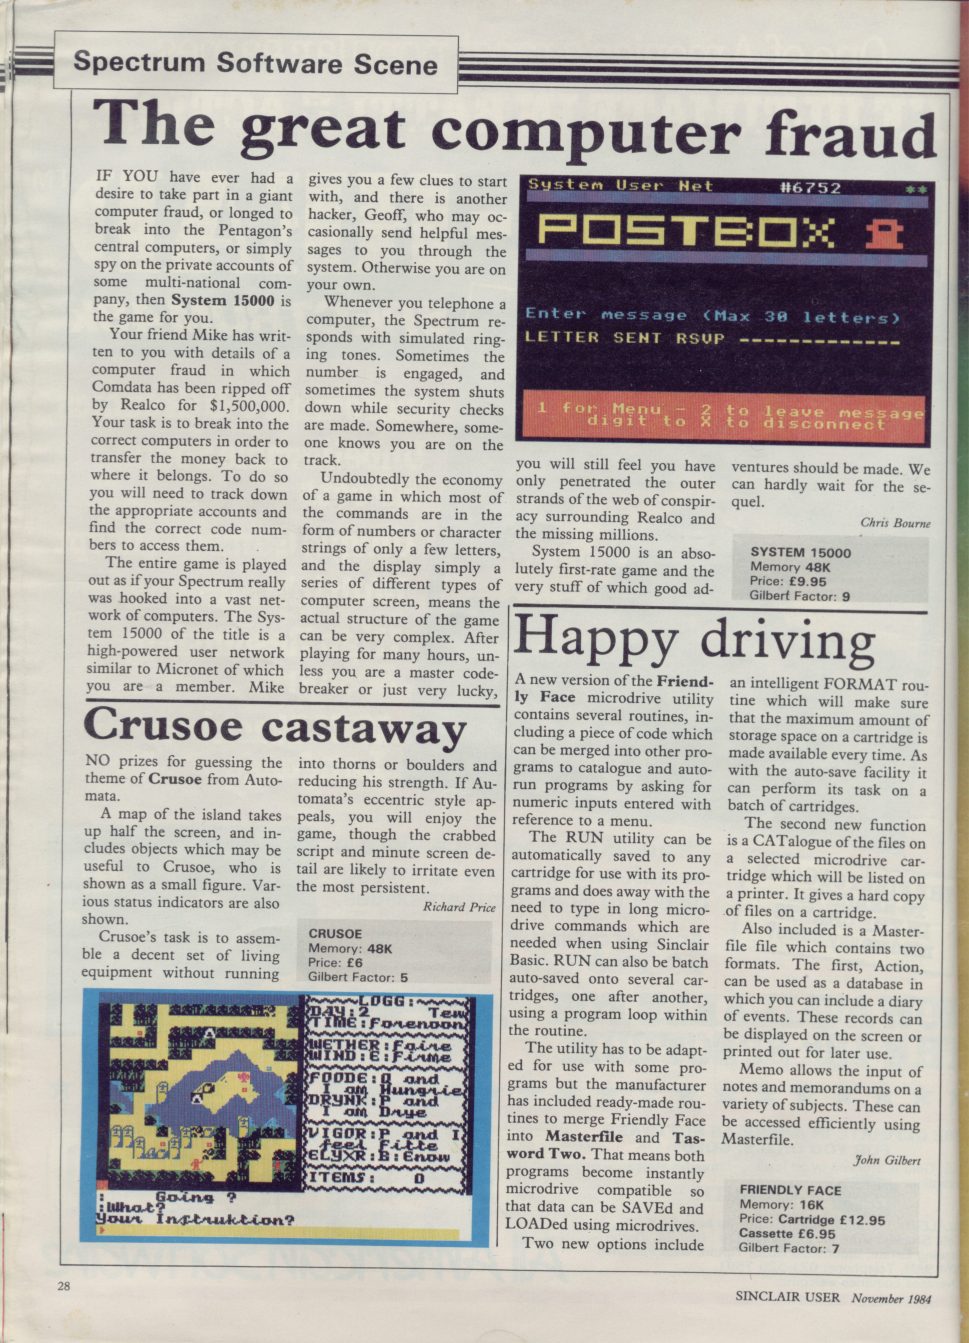 Spectrum Software Scene
The great computer fraud
IF YOU have ever had a
desire to take part in a giant
computer fraud, or longed to
break into the Pentagon's
central computers, or simply
spy on the private accounts of
some multi-national com-
pany, then System 15000 is
the game for you.
Your friend Mike has writ-
ten to you with details of a
computer fraud in which
Comdata has been ripped off
by Realco for $1,500,000.
Your task is to break into the
correct computers in order to
transfer the money back to
where it belongs. To do so
you will need to track down
the appropriate accounts and
find the correct code num-
bers to access them.
The entire game is played
out as if your Spectrum really
was hooked into a vast net-
work of computers. The Sys-
tem 15000 of the title is a
high-powered user network
similar to Micronet of which
you are a member. Mike
gives you a few clues to start
with, and there is another
hacker, Geoff, who may oc-
casionally send helpful mes-
sages to you through the
system. Otherwise you are on
your own.
Whenever you telephone a
computer, the Spectrum re-
sponds with simulated ring-
ing tones. Sometimes the
number is engaged, and
sometimes the system shuts
down while security checks
are made. Somewhere, some-
one knows you are on the
track.
Undoubtedly the economy
of a game in which most of
the commands are in the
form of numbers or character
strings of only a few letters,
and the display simply a
series of different types of
computer screen, means the
actual structure of the game
can be very complex. After
playing for many hours, un-
less you are a master code-
breaker or just very lucky,
System User Net #6752 **
POSTBOX
Enter message (Max 30 letters)
LETTER SENT RSVP -------------
1 for Menu - 2 to leave message
digit to X to disconnect
you will still feel you have
only penetrated the outer
strands of the web of conspir-
acy surrounding Realco and
the missing millions.
System 15000 is an abso-
lutely first-rate game and the
very stuff of which good ad-
ventures should be made. We
can hardly wait for the se-
quel.
Chris Bourne
SYSTEM 15000
Memory 48K
Price: £9.95
Gilbert Factor: 9
Crusoe castaway
NO prizes for guessing the
theme of Crusoe from Auto-
mata.
A map of the island takes
up half the screen, and in-
cludes objects which may be
useful to Crusoe, who is
shown as a small figure. Var-
ious status indicators are also
shown.
Crusoe's task is to assem-
ble a decent set of living
equipment without running
into thorns or boulders and
reducing his strength. If Au-
tomata's eccentric style ap-
peals, you will enjoy the
game, though the crabbed
script and minute screen de-
tail are likely to irritate even
the most persistent.
Richard Price
CRUSOE
Memory: 48K
Price: £6
Gilbert Factor: 5
LOGG:
DAY:2 Tew
TIME:Forenoon
WETHER:Faire
WIND:E:Firme
FOODE:O and
I am Hungrie
DRYNK:P and
I am Drye
VIGOR:P and I
feel Fitte
ELYXR:B:Enow
ITEMS: 0
: Going ?
:What?
Your Instruktion?
Happy driving
A new version of the Friend-
ly Face microdrive utility
contains several routines, in-
cluding a piece of code which
can be merged into other pro-
grams to catalogue and auto-
run programs by asking for
numeric inputs entered with
reference to a menu.
The RUN utility can be
automatically saved to any
cartridge for use with its pro-
grams and does away with the
need to type in long micro-
drive commands which are
needed when using Sinclair
Basic. RUN can also be batch
auto-saved onto several car-
tridges, one after another,
using a program loop within
the routine.
The utility has to be adapt-
ed for use with some pro-
grams but the manufacturer
has included ready-made rou-
tines to merge Friendly Face
into Masterfile and Tas-
word Two. That means both
programs become instantly
microdrive compatible so
that data can be SAVEd and
LOADed using microdrives.
Two new options include
an intelligent FORMAT rou-
tine which will make sure
that the maximum amount of
storage space on a cartridge is
made available every time. As
with the auto-save facility it
can perform its task on a
batch of cartridges.
The second new function
is a CATalogue of the files on
a selected microdrive car-
tridge which will be listed on
a printer. It gives a hard copy
of files on a cartridge.
Also included is a Master-
file file which contains two
formats. The first, Action,
can be used as a database in
which you can include a diary
of events. These records can
be displayed on the screen or
printed out for later use.
Memo allows the input of
notes and memorandums on a
variety of subjects. These can
be accessed efficiently using
Masterfile.
John Gilbert
FRIENDLY FACE
Memory: 16K
Price: Cartridge £12.95
Cassette £6.95
Gilbert Factor: 7
28
SINCLAIR USER November 1984